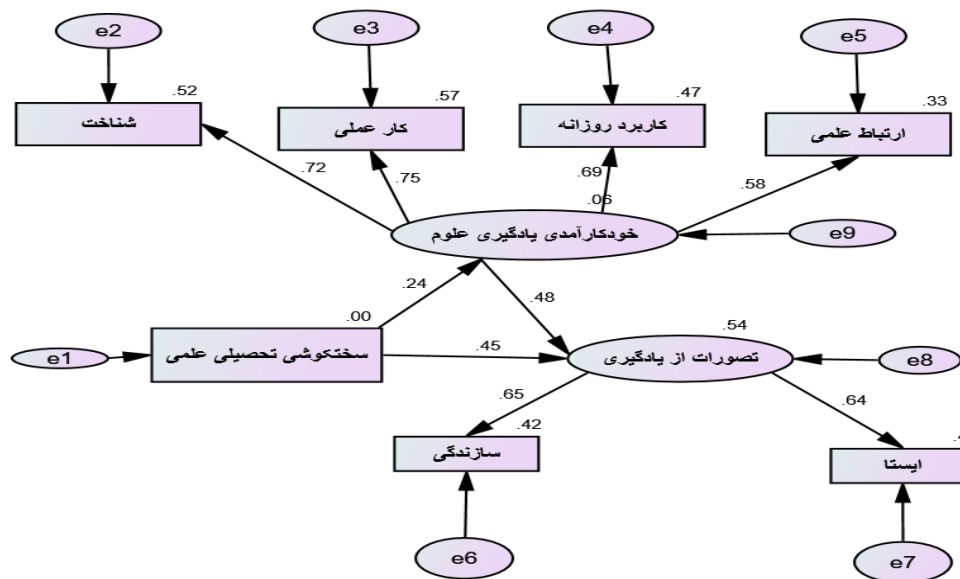 e2
e3
e4
e5
.52
.57
.47
.33
شناخت
کار عملی
کاربرد روزانه
ارتباط علمی
.72
.75
.69
.58
.06
خودکارآمدی یادگیری علوم
e9
.24
.48
.00
.54
e1
سختکوشی تحصیلی علمی
.45
تصورات از یادگیری
e8
.65
.64
.42
سازندگی
ایستا
e6
e7